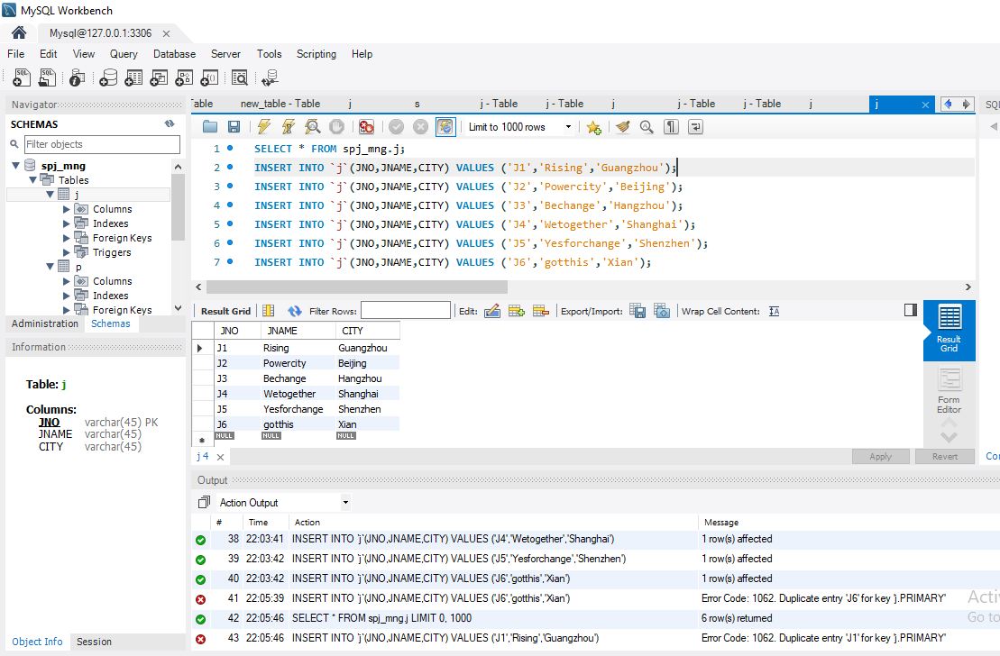 MySQL Workbench
Mysql@127.0.0.1:3306
File Edit View Query Database Server Tools Scripting Help
Navigator
SCHEMAS
Filter objects
spj_mng
Tables
j
Columns
Indexes
Foreign Keys
Triggers
p
Columns
Indexes
Foreign Keys
Administration Schemas
Information
Table: j
Columns:
JNO varchar(45) PK
JNAME varchar(45)
CITY varchar(45)
Object Info Session
Table new_table - Table j s j - Table j - Table j j - Table j - Table j j
SQL
Limit to 1000 rows
1 SELECT * FROM spj_mng.j;
2 INSERT INTO `j`(JNO,JNAME,CITY) VALUES ('J1','Rising','Guangzhou');
3 INSERT INTO `j`(JNO,JNAME,CITY) VALUES ('J2','Powercity','Beijing');
4 INSERT INTO `j`(JNO,JNAME,CITY) VALUES ('J3','Bechange','Hangzhou');
5 INSERT INTO `j`(JNO,JNAME,CITY) VALUES ('J4','Wetogether','Shanghai');
6 INSERT INTO `j`(JNO,JNAME,CITY) VALUES ('J5','Yesforchange','Shenzhen');
7 INSERT INTO `j`(JNO,JNAME,CITY) VALUES ('J6','gotthis','Xian');
Result Grid Filter Rows: Edit: Export/Import: Wrap Cell Content:
JNO JNAME CITY
J1 Rising Guangzhou
J2 Powercity Beijing
J3 Bechange Hangzhou
J4 Wetogether Shanghai
J5 Yesforchange Shenzhen
J6 gotthis Xian
NULL NULL NULL
Result
Grid
Form
Editor
j 4
Apply Revert
Output
Action Output
# Time Action Message
38 22:03:41 INSERT INTO `j`(JNO,JNAME,CITY) VALUES ('J4','Wetogether','Shanghai') 1 row(s) affected
39 22:03:42 INSERT INTO `j`(JNO,JNAME,CITY) VALUES ('J5','Yesforchange','Shenzhen') 1 row(s) affected
40 22:03:42 INSERT INTO `j`(JNO,JNAME,CITY) VALUES ('J6','gotthis','Xian') 1 row(s) affected
41 22:05:39 INSERT INTO `j`(JNO,JNAME,CITY) VALUES ('J6','gotthis','Xian') Error Code: 1062. Duplicate entry 'J6' for key 'j.PRIMARY'
42 22:05:46 SELECT * FROM spj_mng.j LIMIT 0, 1000 6 row(s) returned
43 22:05:46 INSERT INTO `j`(JNO,JNAME,CITY) VALUES ('J1','Rising','Guangzhou') Error Code: 1062. Duplicate entry 'J1' for key 'j.PRIMARY'
Go to